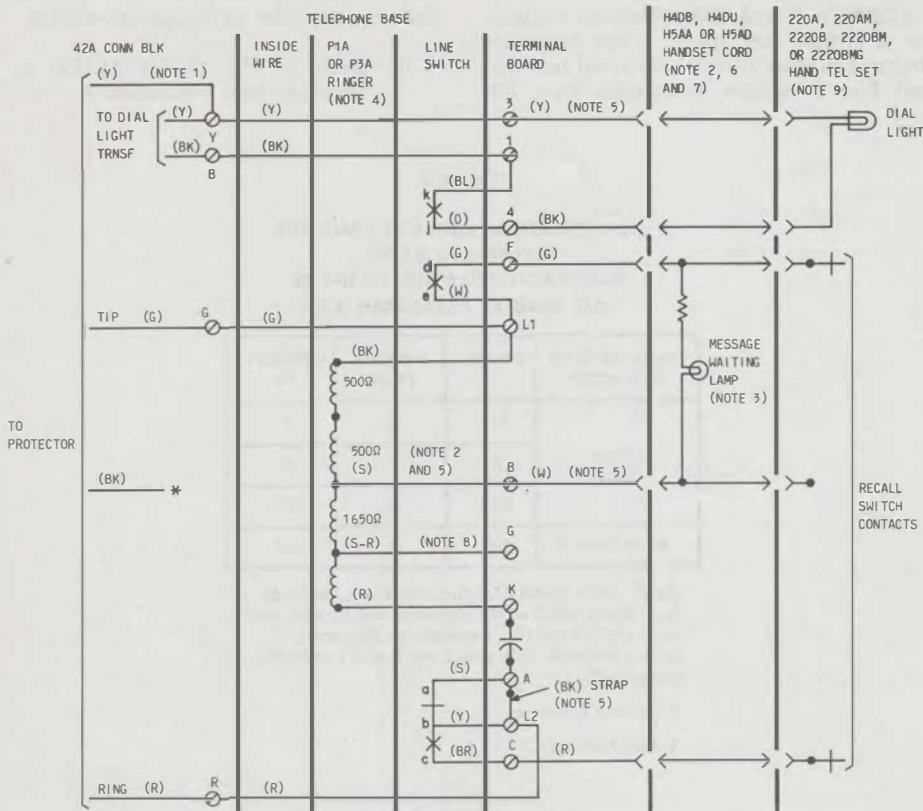 TELEPHONE BASE
42A CONN BLK
INSIDE
WIRE
P1A
OR P3A
RINGER
(NOTE 4)
LINE
SWITCH
TERMINAL
BOARD
H4DB, H4DU,
H5AA OR H5AD
HANDSET CORD
(NOTE 2, 6
AND 7)
220A, 220AM,
2220B, 2220BM,
OR 2220BMG
HAND TEL SET
(NOTE 9)
(Y) (NOTE 1)
TO DIAL
LIGHT
TRNSF
(Y)
Y
(Y)
3
(Y) (NOTE 5)
DIAL
LIGHT
(BK)
B
(BK)
1
k
(BL)
j
(O)
4
(BK)
F
d
(G)
(G)
e
(W)
TIP (G)
G
(G)
L1
(BK)
500Ω
MESSAGE
WAITING
LAMP
(NOTE 3)
TO
PROTECTOR
500Ω
(S)
(NOTE 2
AND 5)
B
(W) (NOTE 5)
(BK) *
RECALL
SWITCH
CONTACTS
1650Ω
G
(S-R)
(NOTE 8)
(R)
K
(S)
a
A
(BK) STRAP
(NOTE 5)
b
(Y)
L2
c
(BR)
C
(R)
RING (R)
R
(R)